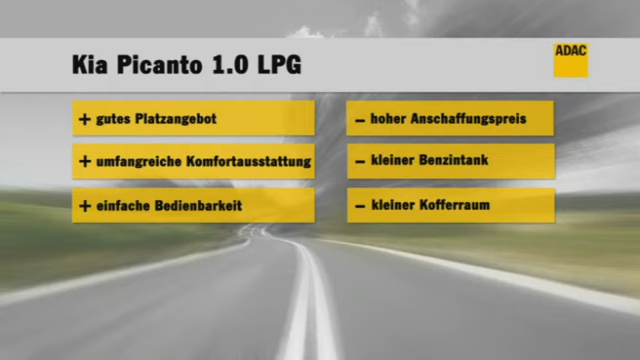 Kia Picanto 1.0 LPG
ADAC
+ gutes Platzangebot
– hoher Anschaffungspreis
+ umfangreiche Komfortausstattung
– kleiner Benzintank
+ einfache Bedienbarkeit
– kleiner Kofferraum